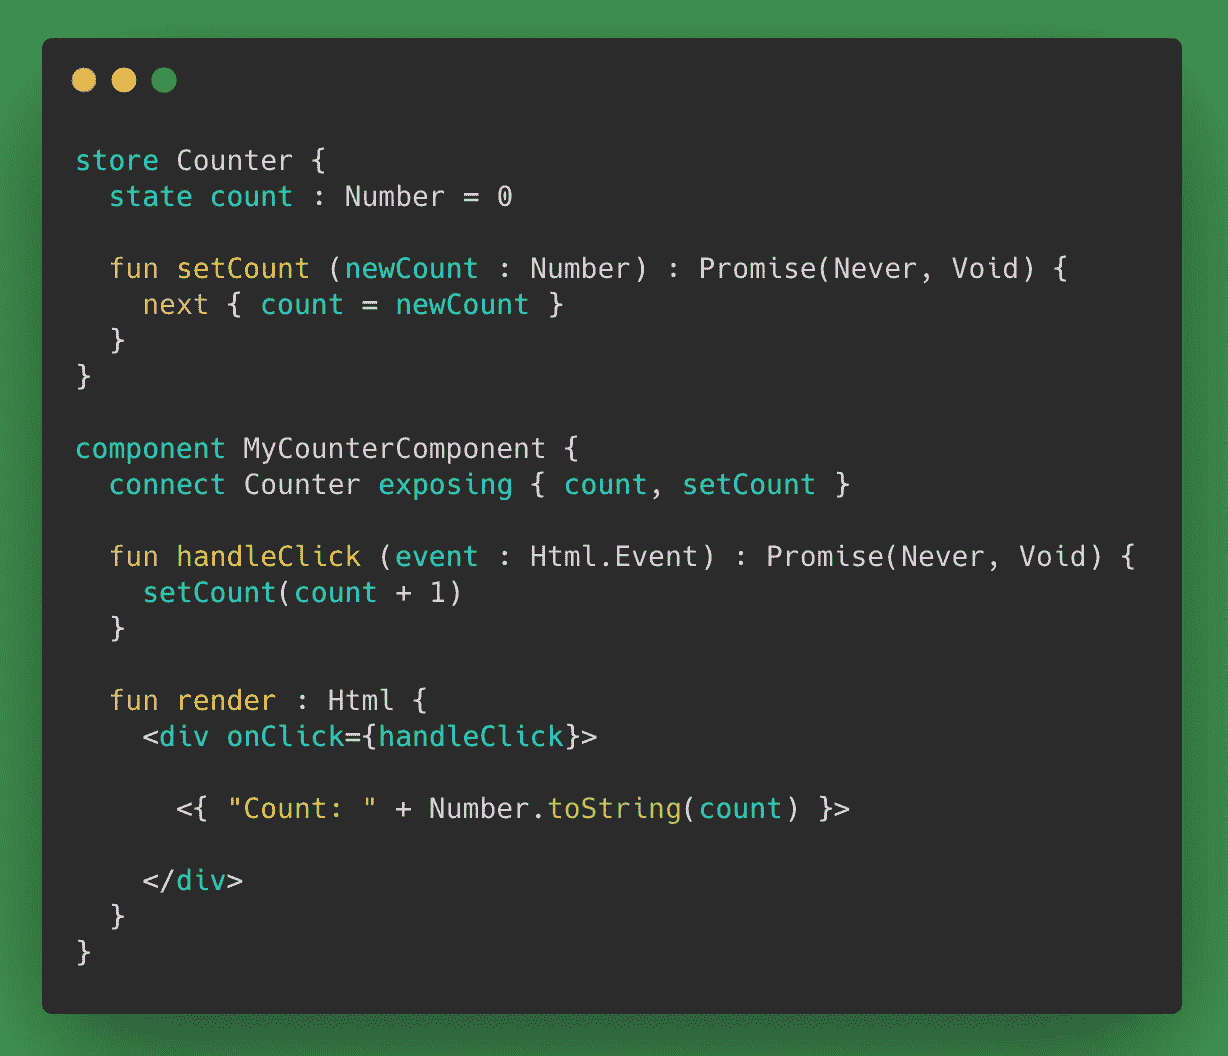 store Counter {
  state count : Number = 0

  fun setCount (newCount : Number) : Promise(Never, Void) {
    next { count = newCount }
  }
}

component MyCounterComponent {
  connect Counter exposing { count, setCount }

  fun handleClick (event : Html.Event) : Promise(Never, Void) {
    setCount(count + 1)
  }

  fun render : Html {
    <div onClick={handleClick}>

      <{ "Count: " + Number.toString(count) }>

    </div>
  }
}